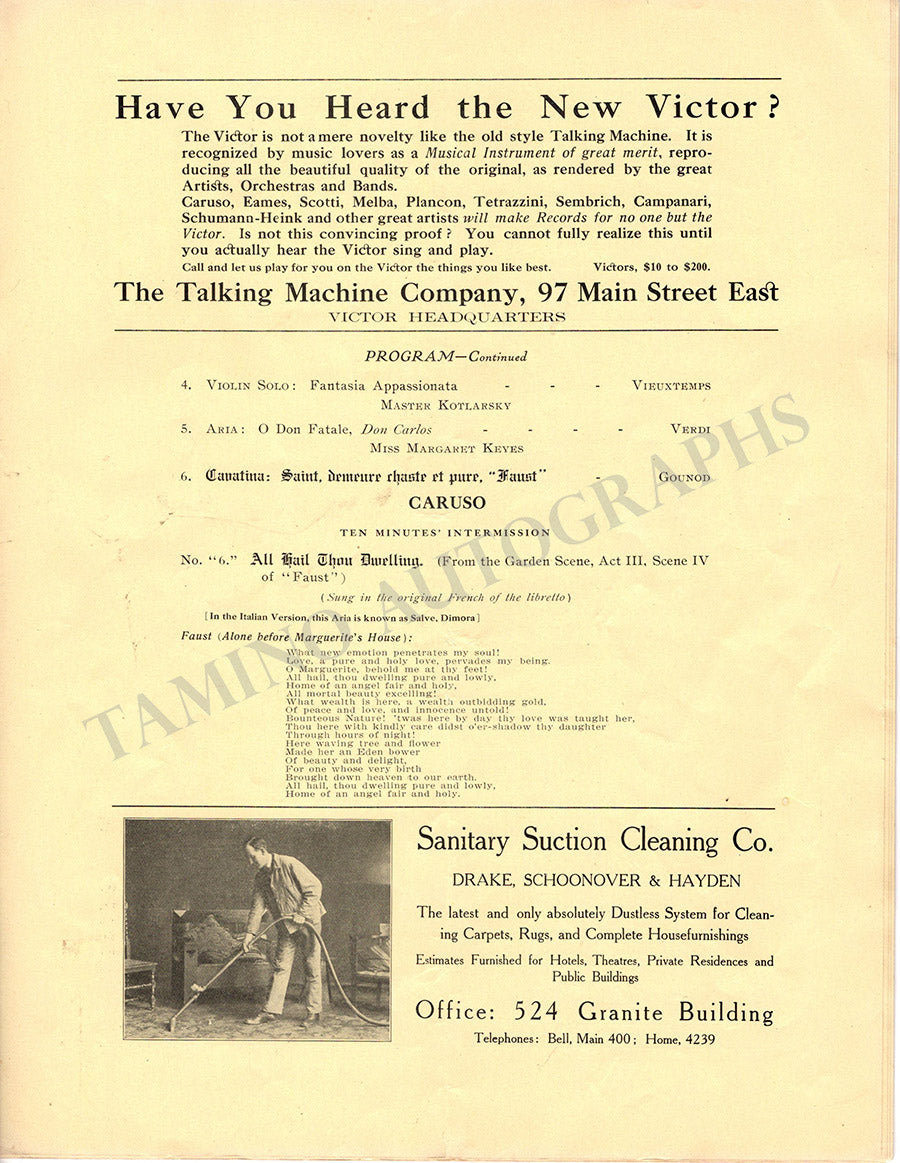 Have You Heard the New Victor?
The Victor is not a mere novelty like the old style Talking Machine. It is
recognized by music lovers as a Musical Instrument of great merit, repro-
ducing all the beautiful quality of the original, as rendered by the great
Artists, Orchestras and Bands.
Caruso, Eames, Scotti, Melba, Plancon, Tetrazzini, Sembrich, Campanari,
Schumann-Heink and other great artists will make Records for no one but the
Victor. Is not this convincing proof? You cannot fully realize this until
you actually hear the Victor sing and play.
Call and let us play for you on the Victor the things you like best. Victors, $10 to $200.
The Talking Machine Company, 97 Main Street East
VICTOR HEADQUARTERS
PROGRAM—Continued
4. VIOLIN SOLO: Fantasia Appassionata - - - VIEUXTEMPS
MASTER KOTLARSKY
5. ARIA: O Don Fatale, Don Carlos - - - - VERDI
MISS MARGARET KEYES
6. Cavatina: Saint, demeure chaste et pure, "Faust" - GOUNOD
CARUSO
TEN MINUTES' INTERMISSION
No. "6." All Hail Thou Dwelling. (From the Garden Scene, Act III, Scene IV
of "Faust")
(Sung in the original French of the libretto)
[In the Italian Version, this Aria is known as Salve, Dimora]
Faust (Alone before Marguerite's House):
What new emotion penetrates my soul!
Love, a pure and holy love, pervades my being.
O Marguerite, behold me at thy feet!
All hail, thou dwelling pure and lowly,
Home of an angel fair and holy,
All mortal beauty excelling!
What wealth is here, a wealth outbidding gold,
Of peace and love, and innocence untold!
Bounteous Nature! 'twas here by day thy love was taught her,
Thou here with kindly care didst o'er-shadow thy daughter
Through hours of night!
Here waving tree and flower
Made her an Eden bower
Of beauty and delight,
For one whose very birth
Brought down heaven to our earth.
All hail, thou dwelling pure and lowly,
Home of an angel fair and holy.
TAMINO AUTOGRAPHS
Sanitary Suction Cleaning Co.
DRAKE, SCHOONOVER & HAYDEN
The latest and only absolutely Dustless System for Clean-
ing Carpets, Rugs, and Complete Housefurnishings
Estimates Furnished for Hotels, Theatres, Private Residences and
Public Buildings
Office: 524 Granite Building
Telephones: Bell, Main 400; Home, 4239